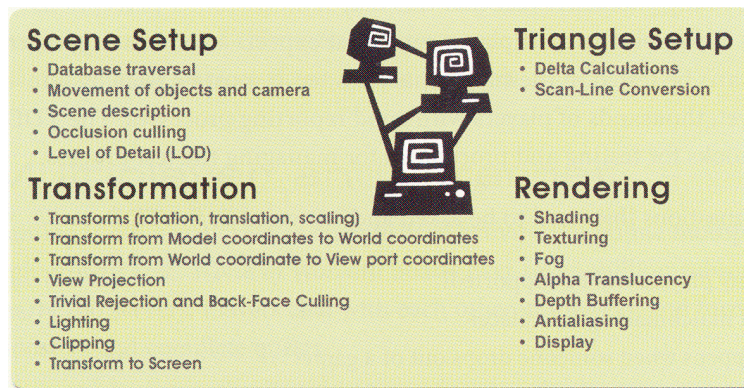 Scene Setup
• Database traversal
• Movement of objects and camera
• Scene description
• Occlusion culling
• Level of Detail (LOD)
Triangle Setup
• Delta Calculations
• Scan-Line Conversion
Transformation
• Transforms (rotation, translation, scaling)
• Transform from Model coordinates to World coordinates
• Transform from World coordinate to View port coordinates
• View Projection
• Trivial Rejection and Back-Face Culling
• Lighting
• Clipping
• Transform to Screen
Rendering
• Shading
• Texturing
• Fog
• Alpha Translucency
• Depth Buffering
• Antialiasing
• Display